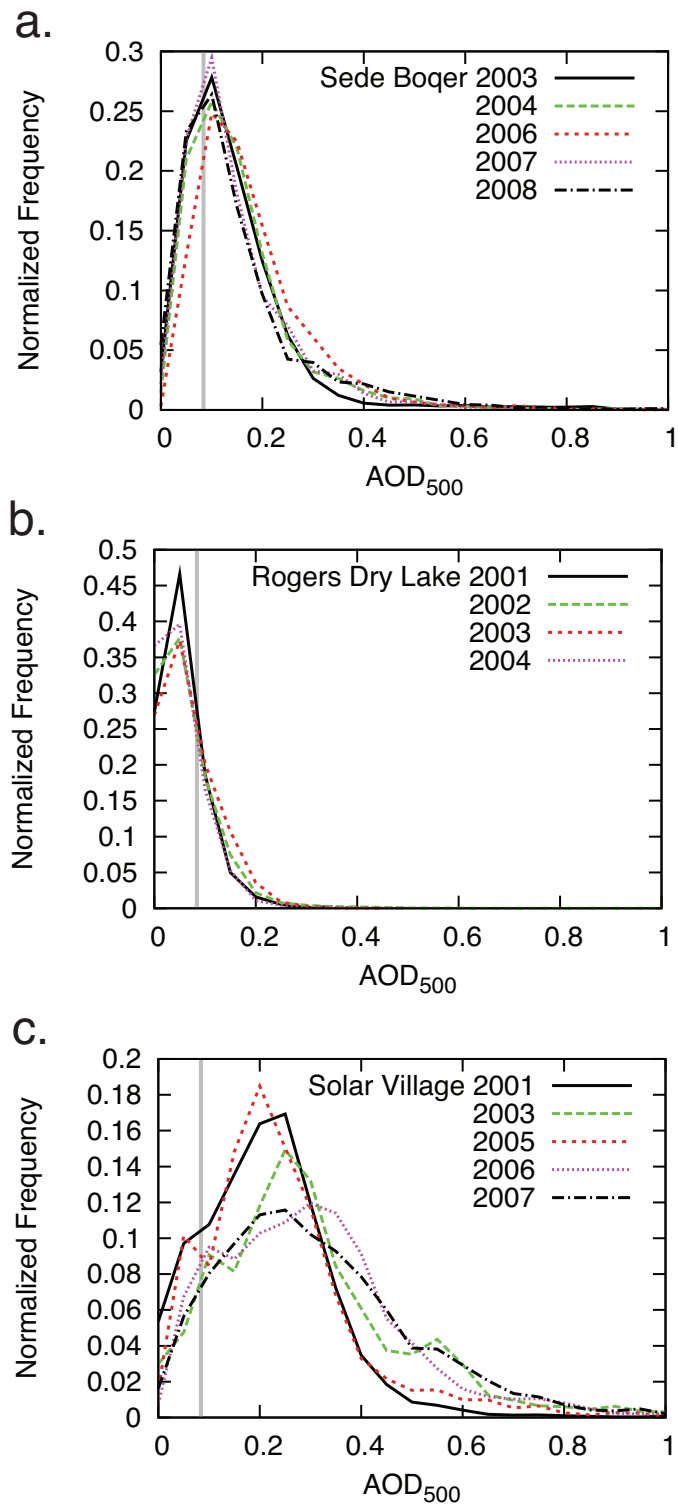 a.
0.3
0.25
0.2
0.15
0.1
0.05
0
Normalized Frequency
Sede Boqer 2003
2004
2006
2007
2008
0 0.2 0.4 0.6 0.8 1
AOD500
b.
0.5
0.45
0.4
0.35
0.3
0.25
0.2
0.15
0.1
0.05
0
Normalized Frequency
Rogers Dry Lake 2001
2002
2003
2004
0 0.2 0.4 0.6 0.8 1
AOD500
c.
0.2
0.18
0.16
0.14
0.12
0.1
0.08
0.06
0.04
0.02
0
Normalized Frequency
Solar Village 2001
2003
2005
2006
2007
0 0.2 0.4 0.6 0.8 1
AOD500